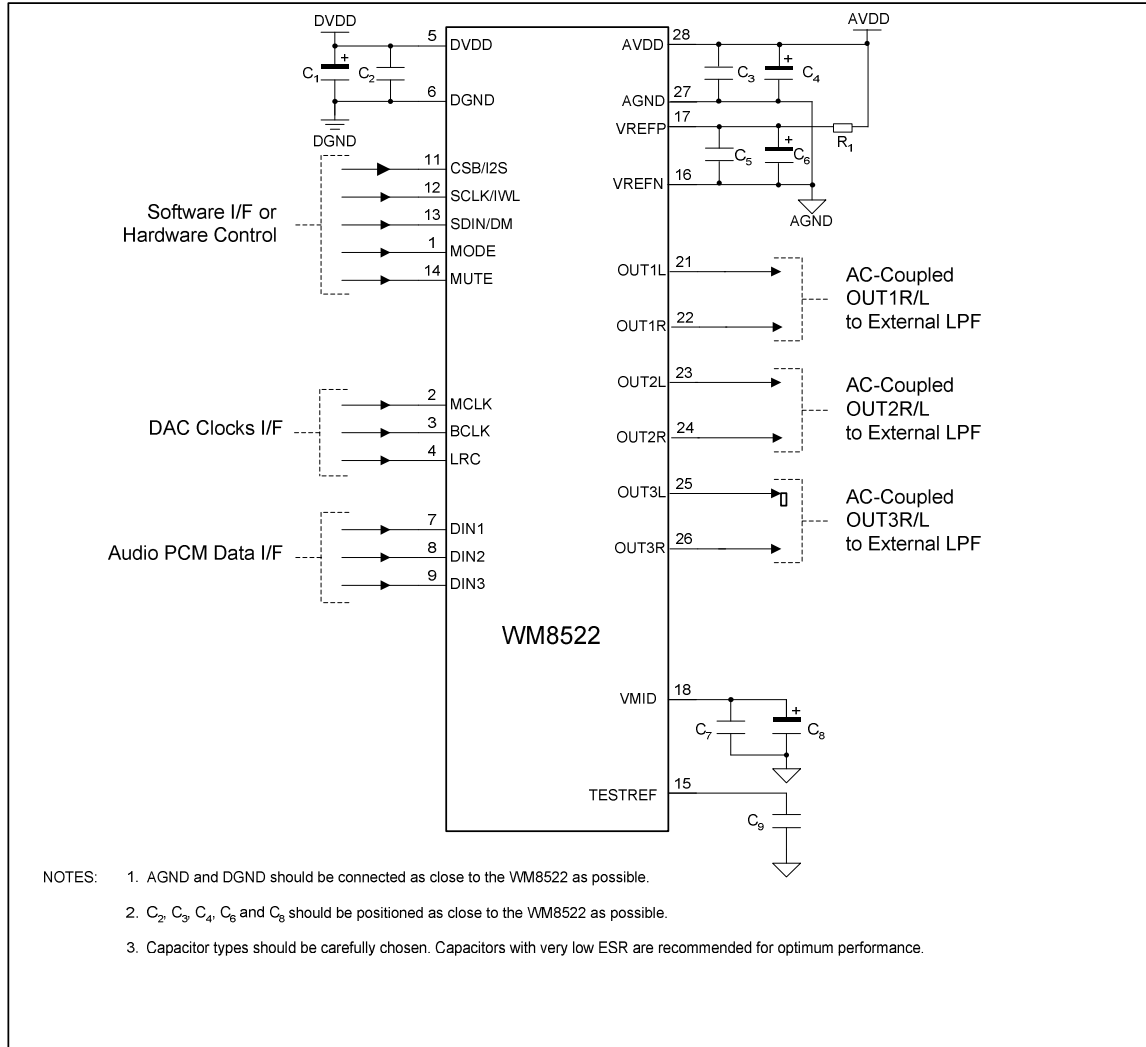 DVDD
AVDD
5 DVDD
AVDD 28
C1 +
C2
C3
+ C4
6 DGND
AGND 27
DGND
VREFP 17
R1
C5
+ C6
VREFN 16
AGND
Software I/F or
Hardware Control
11 CSB/I2S
12 SCLK/IWL
13 SDIN/DM
1 MODE
14 MUTE
OUT1L 21
OUT1R 22
AC-Coupled
OUT1R/L
to External LPF
OUT2L 23
OUT2R 24
AC-Coupled
OUT2R/L
to External LPF
DAC Clocks I/F
2 MCLK
3 BCLK
4 LRC
OUT3L 25
OUT3R 26
AC-Coupled
OUT3R/L
to External LPF
Audio PCM Data I/F
7 DIN1
8 DIN2
9 DIN3
WM8522
VMID 18
C7
+ C8
TESTREF 15
C9
NOTES: 1. AGND and DGND should be connected as close to the WM8522 as possible.
2. C2, C3, C4, C6 and C8 should be positioned as close to the WM8522 as possible.
3. Capacitor types should be carefully chosen. Capacitors with very low ESR are recommended for optimum performance.